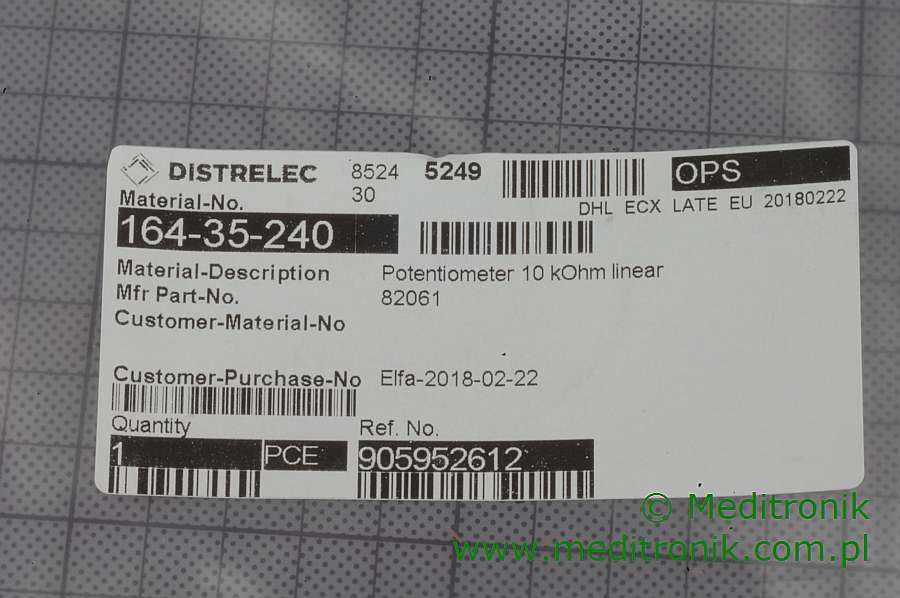 DISTRELEC 8524 5249 OPS
30
Material-No. DHL ECX LATE EU 20180222
164-35-240
Material-Description Potentiometer 10 kOhm linear
Mfr Part-No. 82061
Customer-Material-No
Customer-Purchase-No Elfa-2018-02-22
Quantity Ref. No.
1 PCE 905952612
© Meditronik
www.meditronik.com.pl